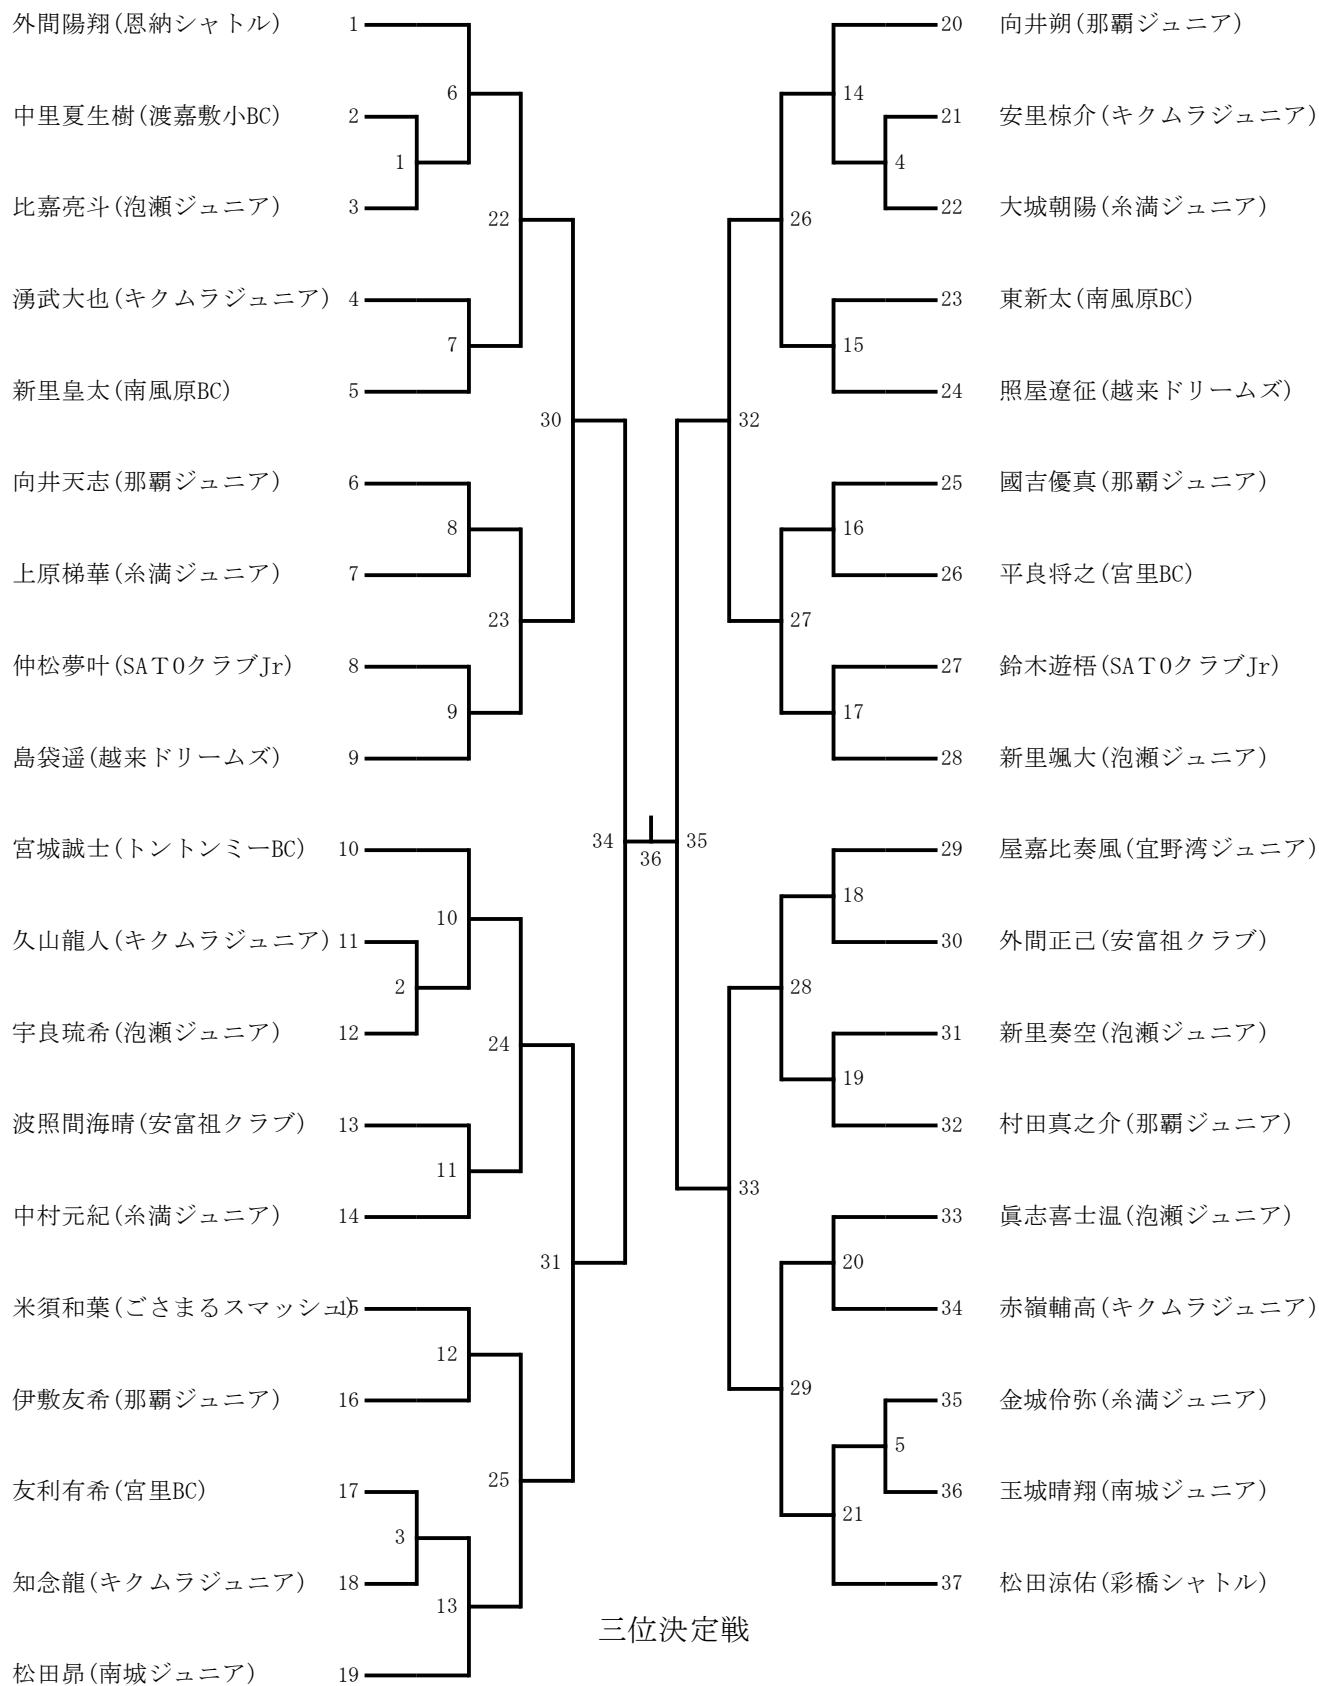 外間陽翔(恩納シャトル) 1
中里夏生樹(渡嘉敷小BC) 2
比嘉亮斗(泡瀬ジュニア) 3
湧武大也(キクムラジュニア) 4
新里皇太(南風原BC) 5
向井天志(那覇ジュニア) 6
上原梯華(糸満ジュニア) 7
仲松夢叶(SATOクラブJr) 8
島袋遥(越来ドリームズ) 9
宮城誠士(トントンミーBC) 10
久山龍人(キクムラジュニア) 11
宇良琉希(泡瀬ジュニア) 12
波照間海晴(安富祖クラブ) 13
中村元紀(糸満ジュニア) 14
米須和葉(ごさまるスマッシュ) 15
伊敷友希(那覇ジュニア) 16
友利有希(宮里BC) 17
知念龍(キクムラジュニア) 18
松田昴(南城ジュニア) 19
1
2
3
6
7
8
9
10
11
12
13
22
23
24
25
30
31
34
36
35
32
33
26
27
28
29
14
15
16
17
18
19
20
21
4
5
20 向井朔(那覇ジュニア)
21 安里椋介(キクムラジュニア)
22 大城朝陽(糸満ジュニア)
23 東新太(南風原BC)
24 照屋遼征(越来ドリームズ)
25 國吉優真(那覇ジュニア)
26 平良将之(宮里BC)
27 鈴木遊梧(SATOクラブJr)
28 新里颯大(泡瀬ジュニア)
29 屋嘉比奏風(宜野湾ジュニア)
30 外間正己(安富祖クラブ)
31 新里奏空(泡瀬ジュニア)
32 村田真之介(那覇ジュニア)
33 眞志喜士温(泡瀬ジュニア)
34 赤嶺輔高(キクムラジュニア)
35 金城伶弥(糸満ジュニア)
36 玉城晴翔(南城ジュニア)
37 松田涼佑(彩橋シャトル)
三位決定戦